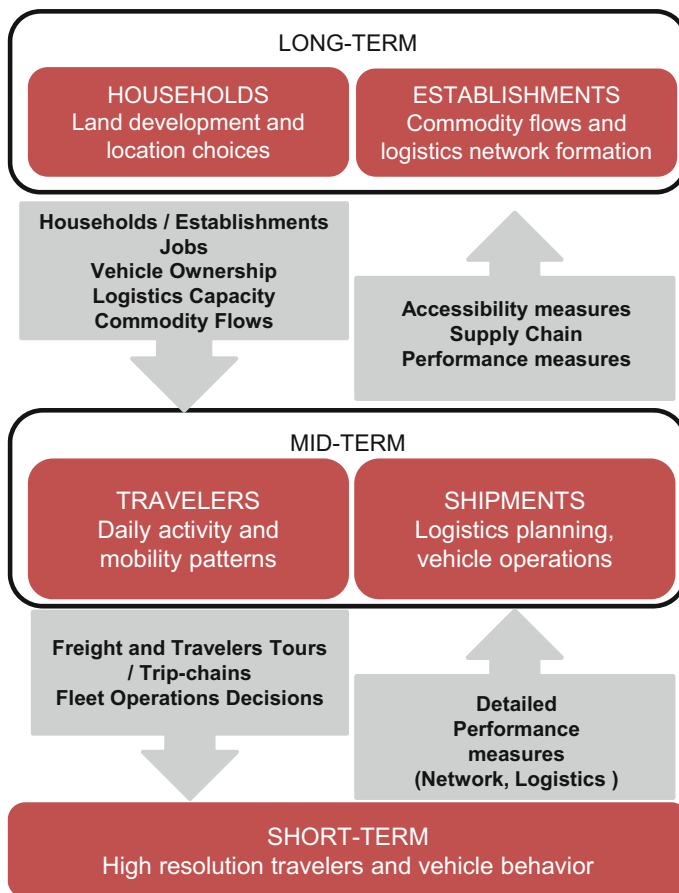 LONG-TERM
HOUSEHOLDS
Land development and
location choices
ESTABLISHMENTS
Commodity flows and
logistics network formation
Households / Establishments
Jobs
Vehicle Ownership
Logistics Capacity
Commodity Flows
Accessibility measures
Supply Chain
Performance measures
MID-TERM
TRAVELERS
Daily activity and
mobility patterns
SHIPMENTS
Logistics planning,
vehicle operations
Freight and Travelers Tours
/ Trip-chains
Fleet Operations Decisions
Detailed
Performance
measures
(Network, Logistics )
SHORT-TERM
High resolution travelers and vehicle behavior